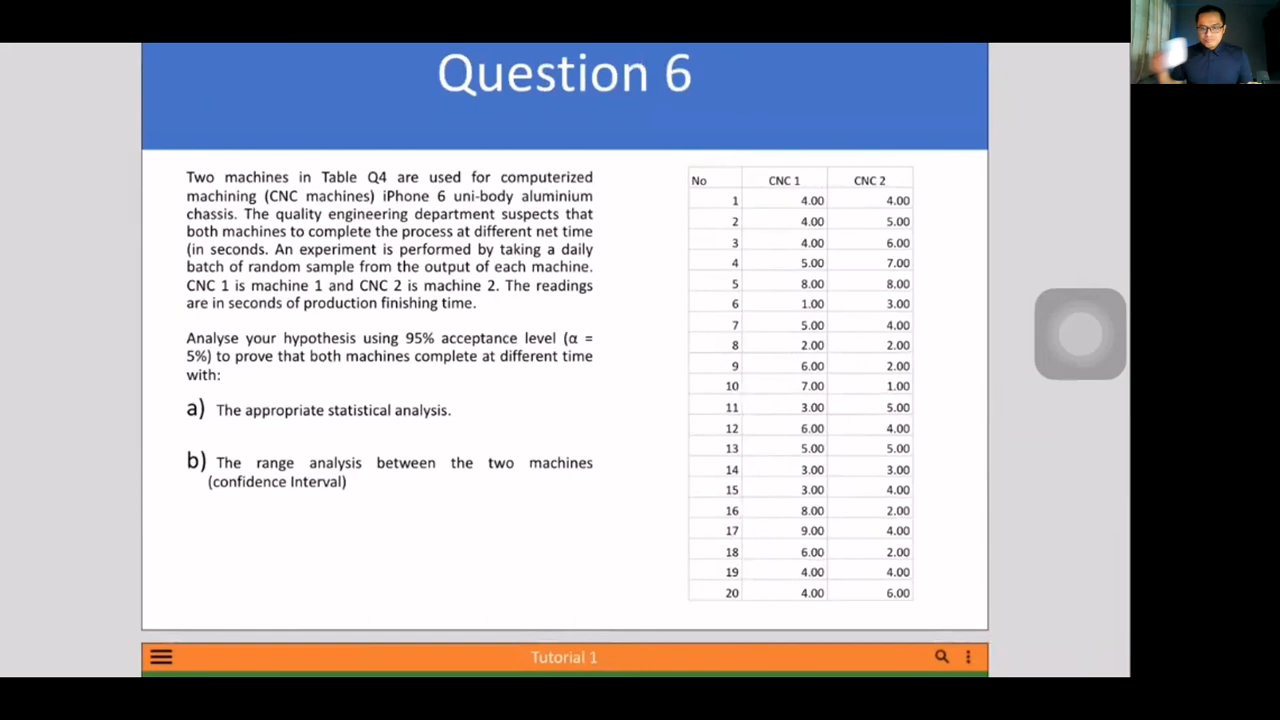 Question 6
Two machines in Table Q4 are used for computerized
machining (CNC machines) iPhone 6 uni-body aluminium
chassis. The quality engineering department suspects that
both machines to complete the process at different net time
(in seconds. An experiment is performed by taking a daily
batch of random sample from the output of each machine.
CNC 1 is machine 1 and CNC 2 is machine 2. The readings
are in seconds of production finishing time.
Analyse your hypothesis using 95% acceptance level (α =
5%) to prove that both machines complete at different time
with:
a) The appropriate statistical analysis.
b) The range analysis between the two machines
(confidence Interval)
No CNC 1 CNC 2
1 4.00 4.00
2 4.00 5.00
3 4.00 6.00
4 5.00 7.00
5 8.00 8.00
6 1.00 3.00
7 5.00 4.00
8 2.00 2.00
9 6.00 2.00
10 7.00 1.00
11 3.00 5.00
12 6.00 4.00
13 5.00 5.00
14 3.00 3.00
15 3.00 4.00
16 8.00 2.00
17 9.00 4.00
18 6.00 2.00
19 4.00 4.00
20 4.00 6.00
Tutorial 1